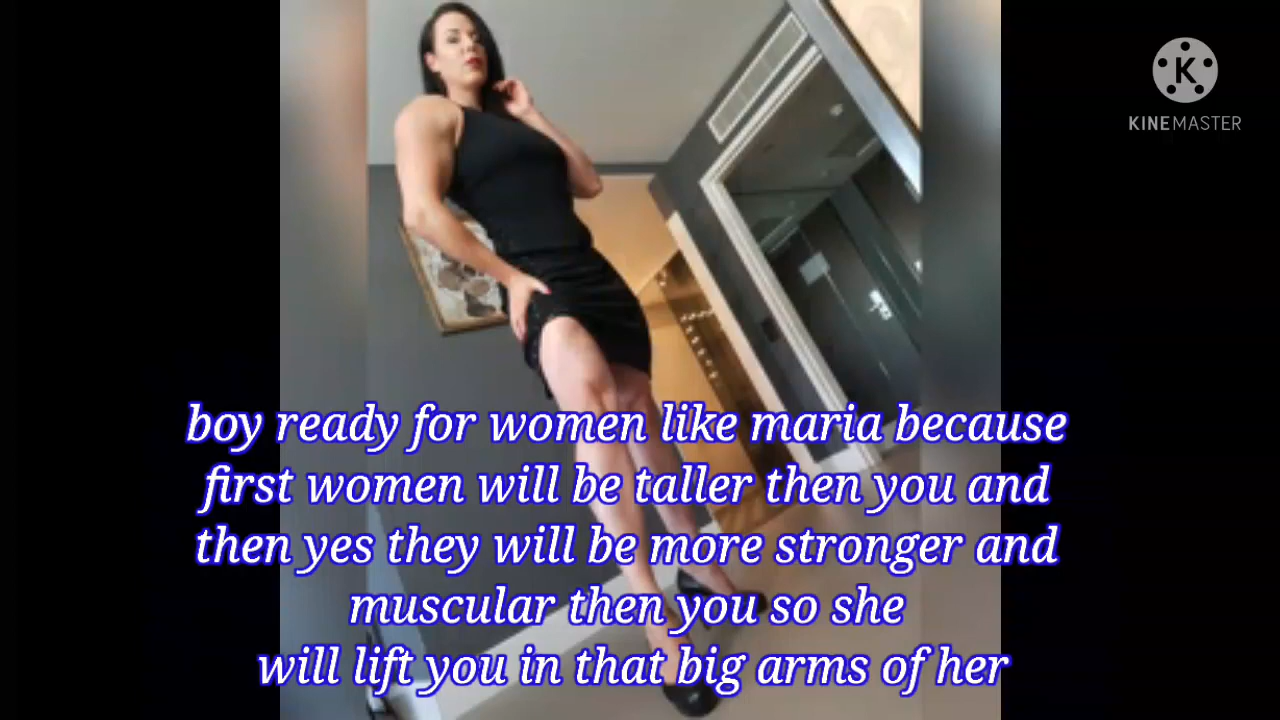 K
KINEMASTER
boy ready for women like maria because
first women will be taller then you and
then yes they will be more stronger and
muscular then you so she
will lift you in that big arms of her